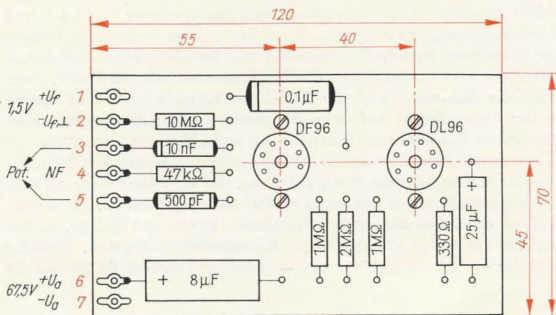 120
55 40
1,5V +Uf 1
-Uf,⊥ 2
3
Pot. NF 4
5
67,5V +Ua 6
-Ua 7
0,1µF
10MΩ
10nF
47kΩ
500pF
+ 8µF
DF96
DL96
1MΩ
2MΩ
1MΩ
330Ω
25µF +
45
70